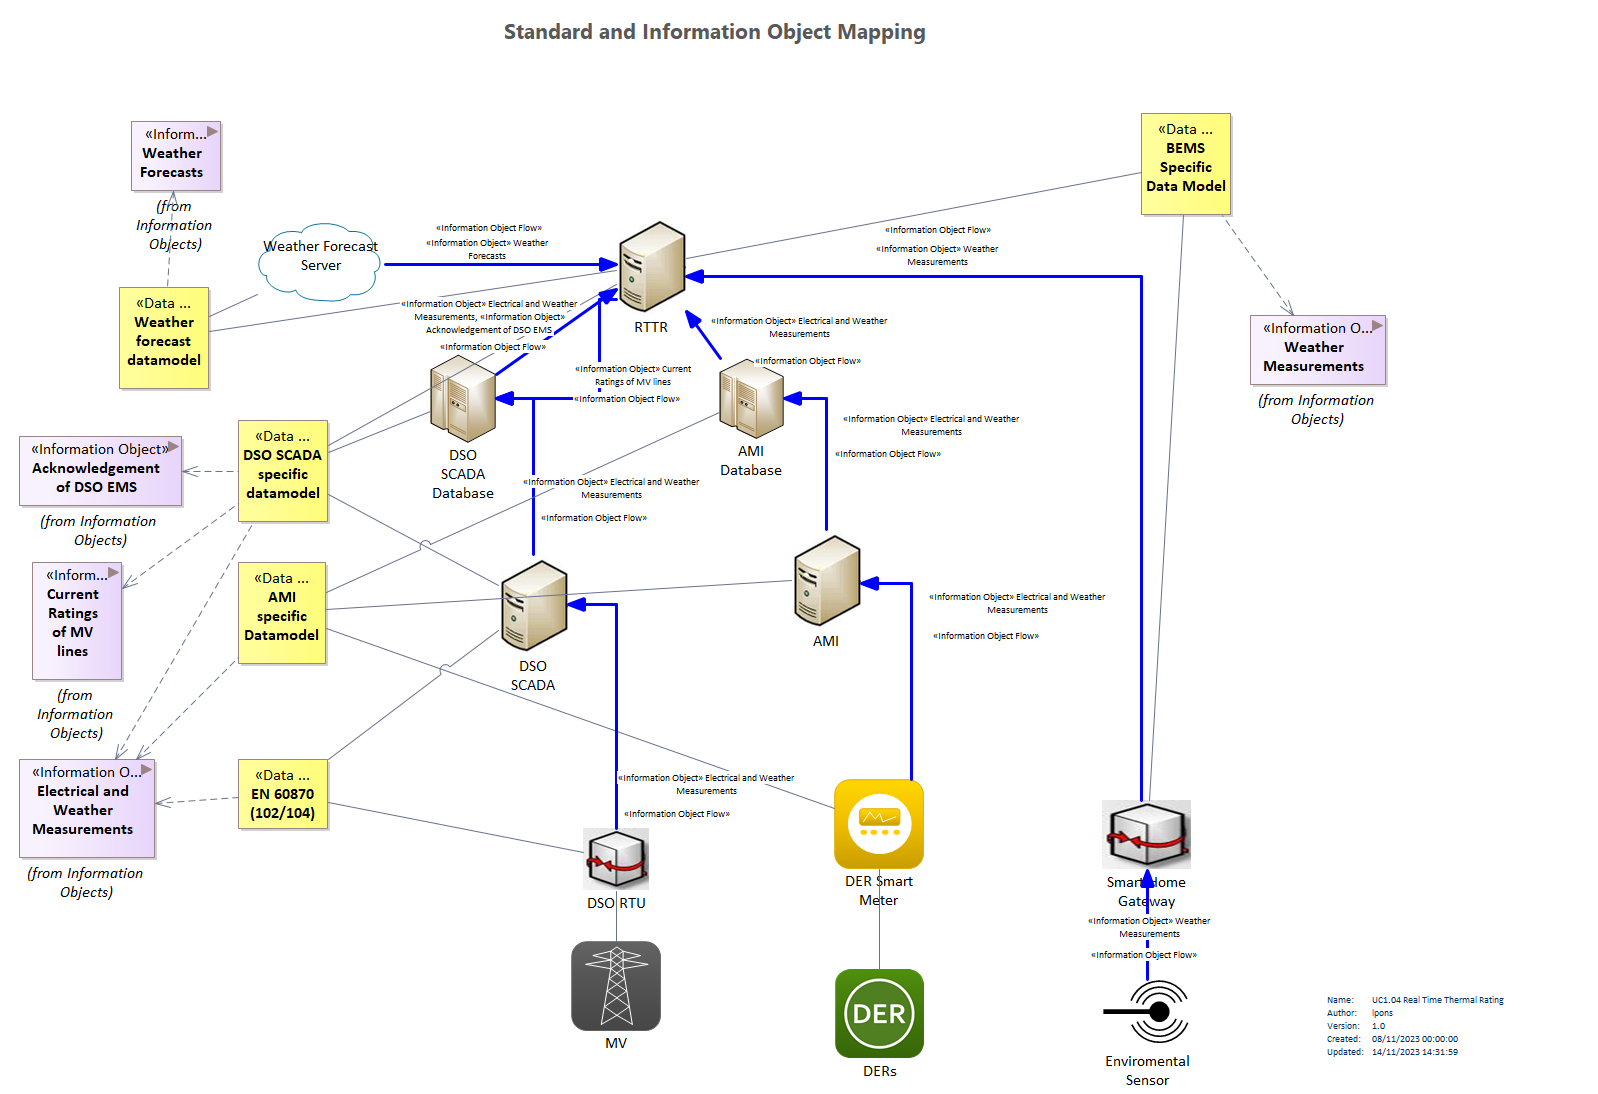 Standard and Information Object Mapping
«Inform...
Weather
Forecasts
(from
Information
Objects)
«Data ...
Weather
forecast
datamodel
Weather Forecast
Server
«Information Object Flow»
«Information Object» Weather
Forecasts
RTTR
«Information Object Flow»
«Information Object» Weather
Measurements
«Data ...
BEMS
Specific
Data Model
«Information O...
Weather
Measurements
(from Information
Objects)
«Information Object» Electrical and Weather
Measurements, «Information Object»
Acknowledgement of DSO EMS
«Information Object Flow»
«Information Object» Electrical and Weather
Measurements
«Information Object Flow»
«Information Object» Current
Ratings of MV lines
«Information Object Flow»
DSO
SCADA
Database
AMI
Database
«Information Object» Electrical and Weather
Measurements
«Information Object Flow»
«Data ...
DSO SCADA
specific
datamodel
«Information Object»
Acknowledgement
of DSO EMS
(from Information
Objects)
«Information Object» Electrical and Weather
Measurements
«Information Object Flow»
«Inform...
Current
Ratings
of MV
lines
(from
Information
Objects)
«Data ...
AMI
specific
Datamodel
DSO
SCADA
AMI
«Information Object» Electrical and Weather
Measurements
«Information Object Flow»
«Information O...
Electrical and
Weather
Measurements
(from Information
Objects)
«Data ...
EN 60870
(102/104)
«Information Object» Electrical and Weather
Measurements
«Information Object Flow»
DSO RTU
MV
DER Smart
Meter
DER
DERs
Smart Home
Gateway
«Information Object» Weather
Measurements
«Information Object Flow»
Enviromental
Sensor
Name: UC1.04 Real Time Thermal Rating
Author: lpons
Version: 1.0
Created: 08/11/2023 00:00:00
Updated: 14/11/2023 14:31:59